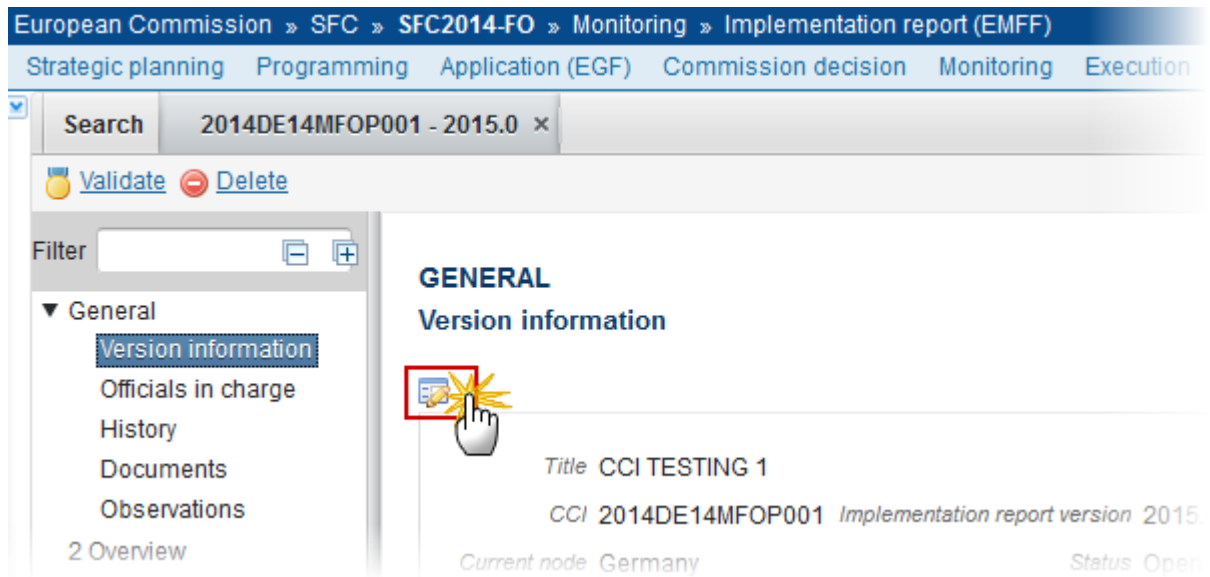 European Commission » SFC » SFC2014-FO » Monitoring » Implementation report (EMFF)
Strategic planning Programming Application (EGF) Commission decision Monitoring Execution
Search 2014DE14MFOP001 - 2015.0 ×
Validate Delete
Filter
GENERAL
▼ General
Version information
Version information
Officials in charge
History
Title CCI TESTING 1
Documents
CCI 2014DE14MFOP001 Implementation report version 2015.
Observations
2 Overview
Current node Germany Status Open